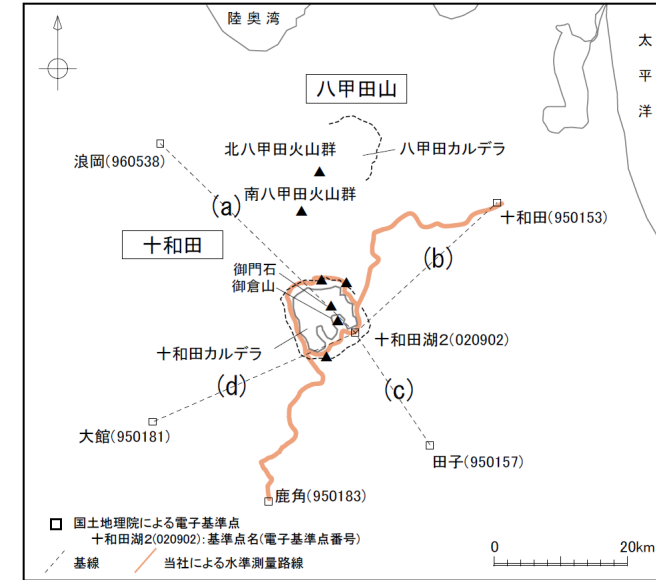 陸奥湾
太平洋
八甲田山
北八甲田火山群
八甲田カルデラ
浪岡(960538)
南八甲田火山群
(a)
十和田(950153)
十和田
(b)
御門石
御倉山
十和田湖2(020902)
十和田カルデラ
(d)
(c)
大館(950181)
田子(950157)
鹿角(950183)
国土地理院による電子基準点
十和田湖2(020902):基準点名(電子基準点番号)
基線
当社による水準測量路線
0
20km